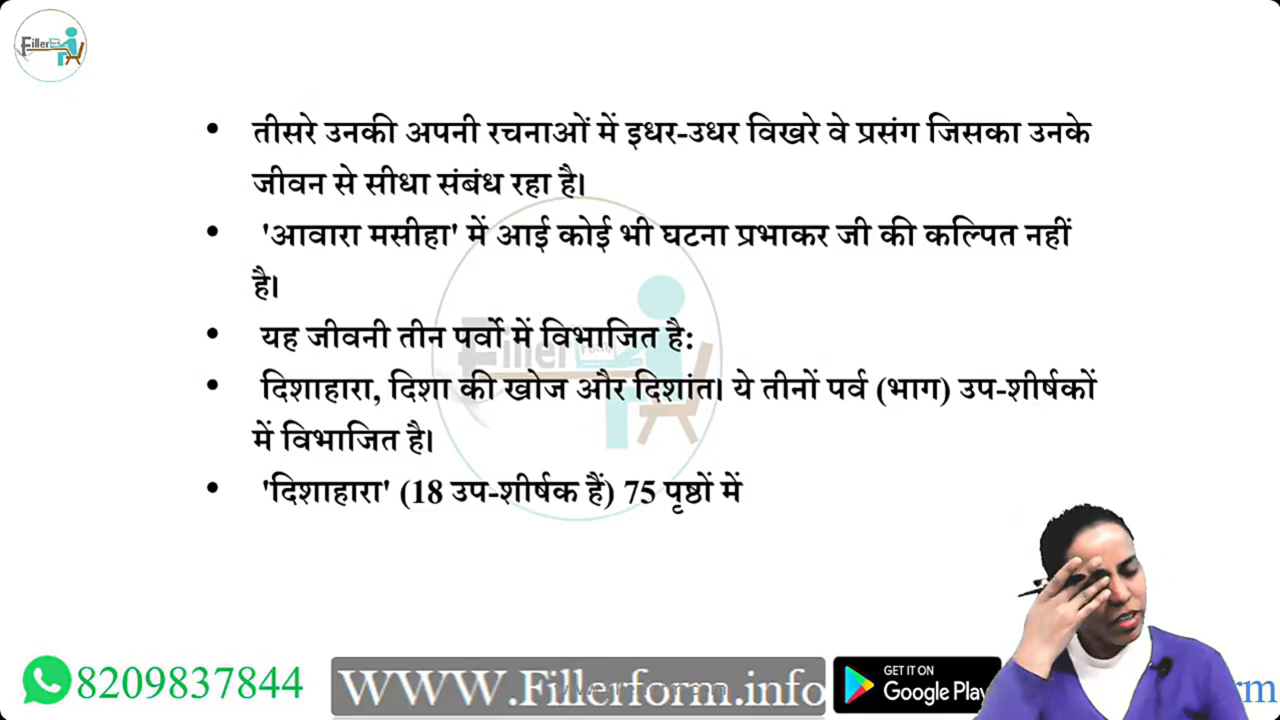 Fillerform
• तीसरे उनकी अपनी रचनाओं में इधर-उधर विखरे वे प्रसंग जिसका उनके
जीवन से सीधा संबंध रहा है।
• 'आवारा मसीहा' में आई कोई भी घटना प्रभाकर जी की कल्पित नहीं
है।
• यह जीवनी तीन पर्वो में विभाजित है:
• दिशाहारा, दिशा की खोज और दिशांत। ये तीनों पर्व (भाग) उप-शीर्षकों
में विभाजित है।
• 'दिशाहारा' (18 उप-शीर्षक हैं) 75 पृष्ठों में
8209837844
WWW.Fillerform.info
GET IT ON
Google Play
rm